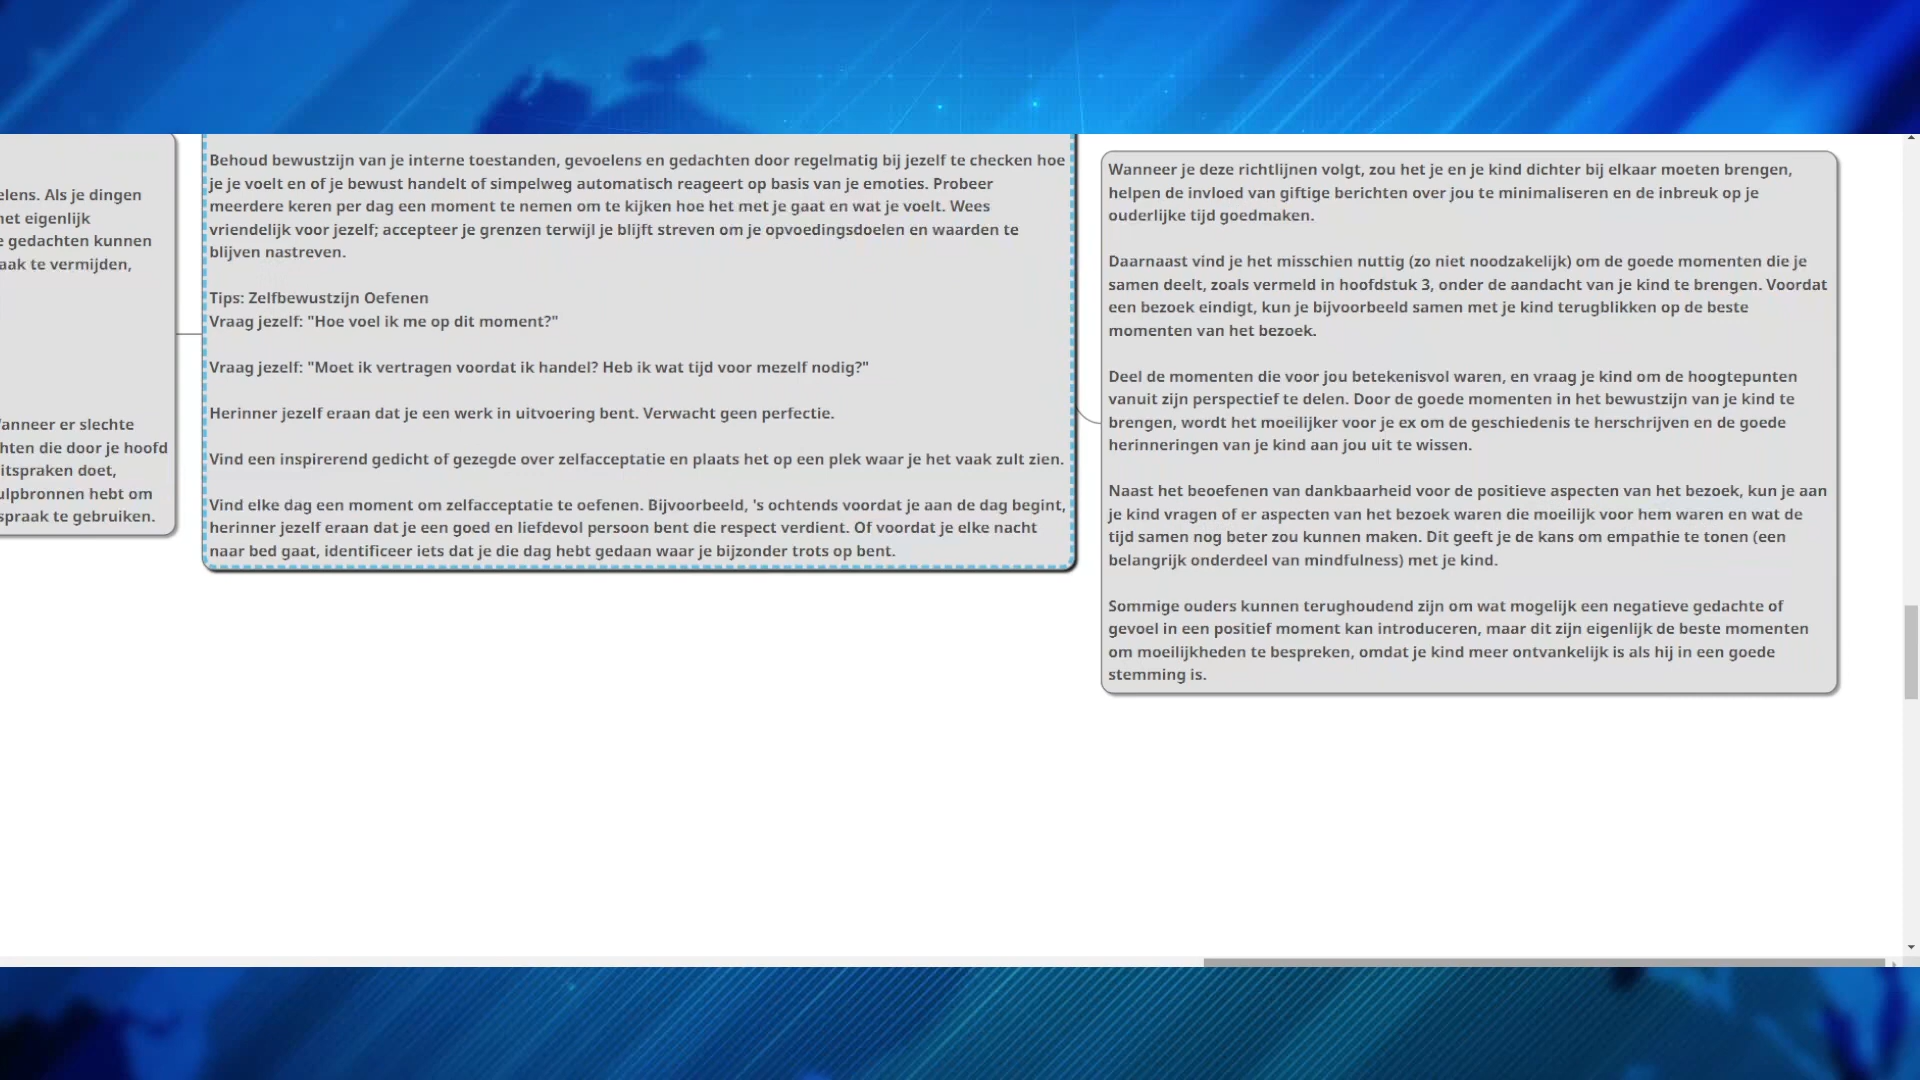 elens. Als je dingen
eigenlijk
gedachten kunnen
te vermijden,
slechte
die door je hoofd
doet,
hebt om
te gebruiken.
Behoud bewustzijn van je interne toestanden, gevoelens en gedachten door regelmatig bij jezelf te checken hoe
je je voelt en of je bewust handelt of simpelweg automatisch reageert op basis van je emoties. Probeer
meerdere keren per dag een moment te nemen om te kijken hoe het met je gaat en wat je voelt. Wees
vriendelijk voor jezelf; accepteer je grenzen terwijl je blijft streven om je opvoedingsdoelen en waarden te
blijven nastreven.
Tips: Zelfbewustzijn Oefenen
Vraag jezelf: "Hoe voel ik me op dit moment?"
Vraag jezelf: "Moet ik vertragen voordat ik handel? Heb ik wat tijd voor mezelf nodig?"
Herinner jezelf eraan dat je een werk in uitvoering bent. Verwacht geen perfectie.
Vind een inspirerend gedicht of gezegde over zelfacceptatie en plaats het op een plek waar je het vaak zult zien.
Vind elke dag een moment om zelfacceptatie te oefenen. Bijvoorbeeld, 's ochtends voordat je aan de dag begint,
herinner jezelf eraan dat je een goed en liefdevol persoon bent die respect verdient. Of voordat je elke nacht
naar bed gaat, identificeer iets dat je die dag hebt gedaan waar je bijzonder trots op bent.
Wanneer je deze richtlijnen volgt, zou het je en je kind dichter bij elkaar moeten brengen,
helpen de invloed van giftige berichten over jou te minimaliseren en de inbreuk op je
ouderlijke tijd goedmaken.
Daarnaast vind je het misschien nuttig (zo niet noodzakelijk) om de goede momenten die je
samen deelt, zoals vermeld in hoofdstuk 3, onder de aandacht van je kind te brengen. Voordat
een bezoek eindigt, kun je bijvoorbeeld samen met je kind terugblikken op de beste
momenten van het bezoek.
Deel de momenten die voor jou betekenisvol waren, en vraag je kind om de hoogtepunten
vanuit zijn perspectief te delen. Door de goede momenten in het bewustzijn van je kind te
brengen, wordt het moeilijker voor je ex om de geschiedenis te herschrijven en de goede
herinneringen van je kind aan jou uit te wissen.
Naast het beoefenen van dankbaarheid voor de positieve aspecten van het bezoek, kun je aan
je kind vragen of er aspecten van het bezoek waren die moeilijk voor hem waren en wat de
tijd samen nog beter zou kunnen maken. Dit geeft je de kans om empathie te tonen (een
belangrijk onderdeel van mindfulness) met je kind.
Sommige ouders kunnen terughoudend zijn om wat mogelijk een negatieve gedachte of
gevoel in een positief moment kan introduceren, maar dit zijn eigenlijk de beste momenten
om moeilijkheden te bespreken, omdat je kind meer ontvankelijk is als hij in een goede
stemming is.